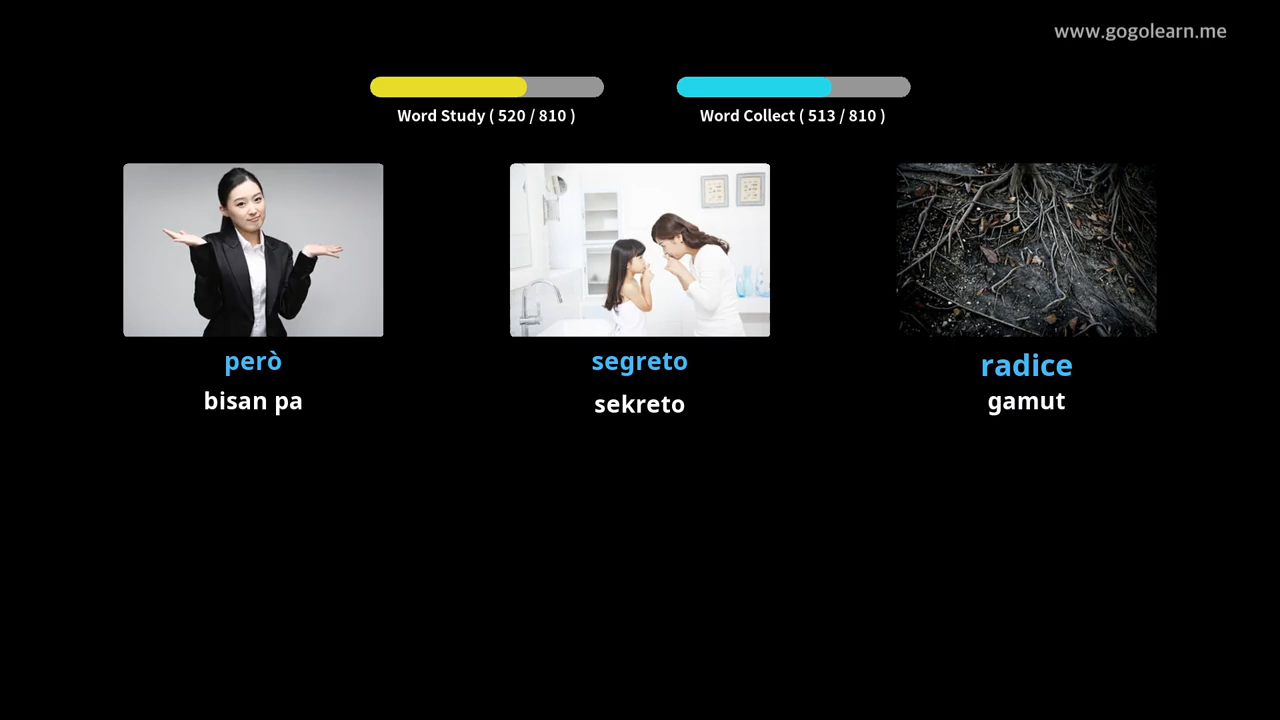 www.gogolearn.me
Word Study ( 520 / 810 )
Word Collect ( 513 / 810 )
però
bisan pa
segreto
sekreto
radice
gamut